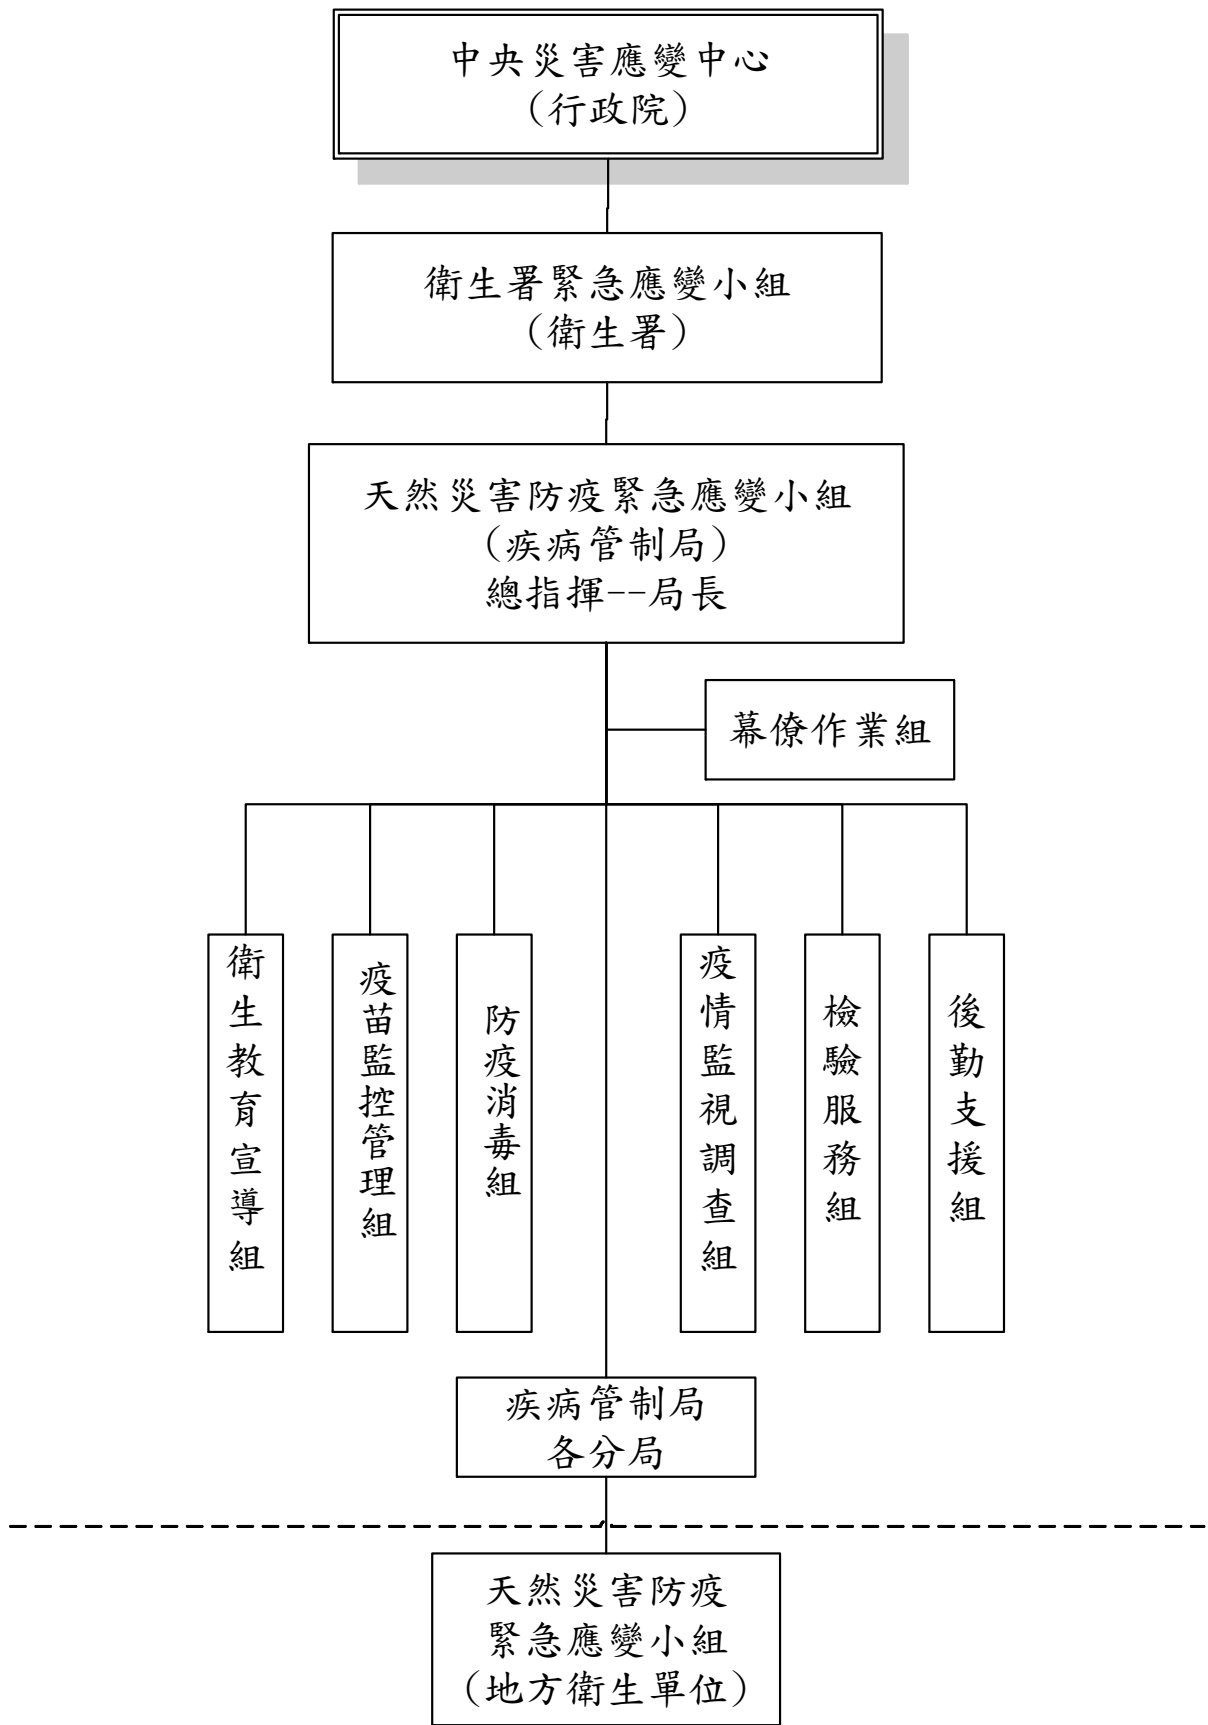 中央災害應變中心
（行政院）
衛生署緊急應變小組
（衛生署）
天然災害防疫緊急應變小組
（疾病管制局）
總指揮--局長
幕僚作業組
衛生教育宣導組
疫苗監控管理組
防疫消毒組
疫情監視調查組
檢驗服務組
後勤支援組
疾病管制局
各分局
天然災害防疫
緊急應變小組
（地方衛生單位）